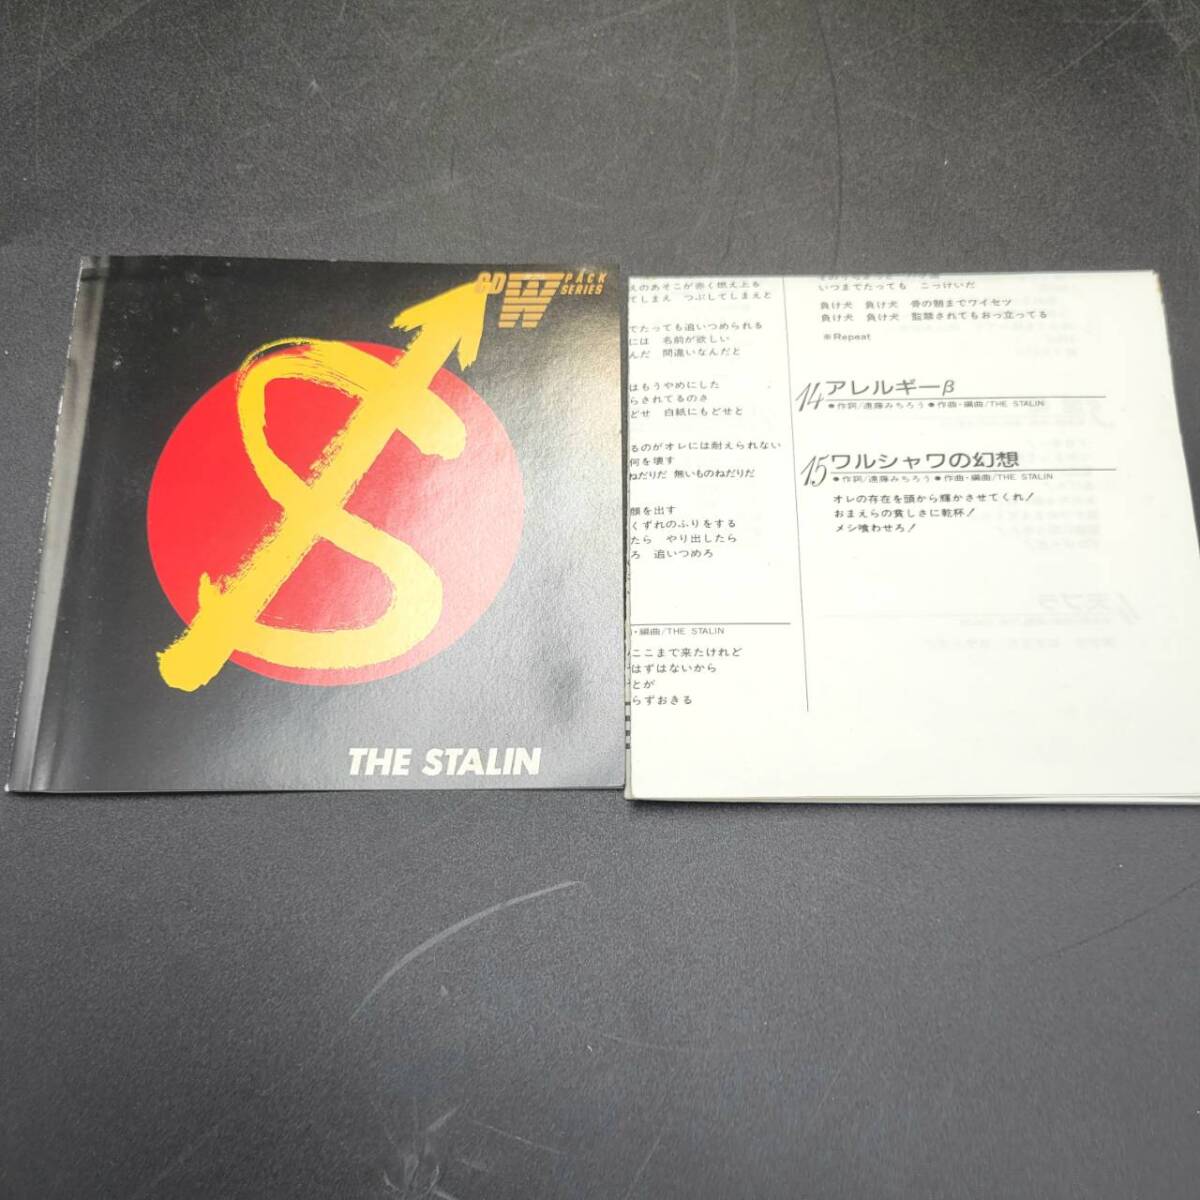 CD W PACK
SERIES
THE STALIN
えのあそこが赤く燃え上る
てしまえ つぶしてしまえと
でたっても追いつめられる
には 名前が欲しい
んだ 間違いなんだと
はもうやめにした
らされてるのさ
どせ 白紙にもどせと
るのがオレには耐えられない
何を壊す
ねだりだ 無いものねだりだ
顔を出す
くずれのふりをする
たら やり出したら
ろ 追いつめろ
・編曲/THE STALIN
ここまで来たけれど
はずはないから
とが
らずおきる
いつまでたっても こっけいだ
負け犬 負け犬 骨の髄までワイセツ
負け犬 負け犬 監禁されてもおっ立ってる
※Repeat
14 アレルギーβ
●作詞/遠藤みちろう●作曲・編曲/THE STALIN
15 ワルシャワの幻想
●作詞/遠藤みちろう●作曲・編曲/THE STALIN
オレの存在を頭から輝かさせてくれ！
おまえらの貧しさに乾杯！
メシ喰わせろ！